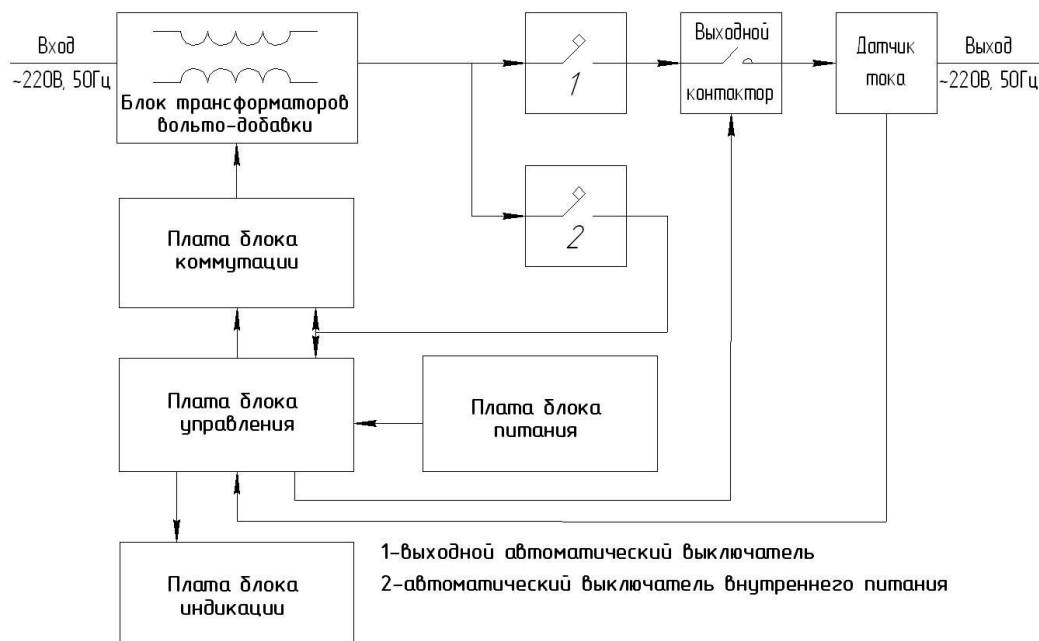 Вход
~220В, 50Гц
Блок трансформаторов
вольто-добавки
1
Выходной
контактор
Датчик
тока
Выход
~220В, 50Гц
2
Плата блока
коммутации
Плата блока
управления
Плата блока
питания
Плата блока
индикации
1-выходной автоматический выключатель
2-автоматический выключатель внутреннего питания